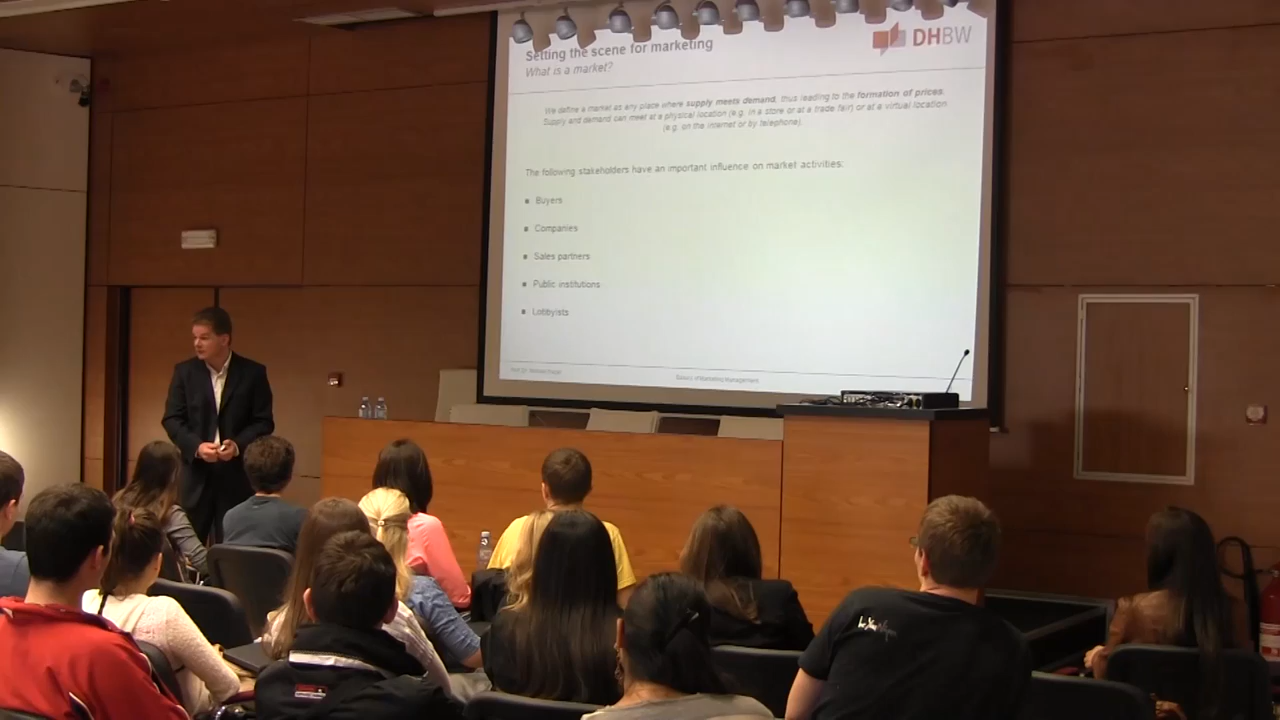 Setting the scene for marketing
DHBW
What is a market?
We define a market as any place where supply meets demand, thus leading to the formation of prices.
Supply and demand can meet at a physical location (e.g. in a store or at a trade fair) or at a virtual location
(e.g. on the internet or by telephone).
The following stakeholders have an important influence on market activities:
■ Buyers
■ Companies
■ Sales partners
■ Public institutions
■ Lobbyists
Marketing Management